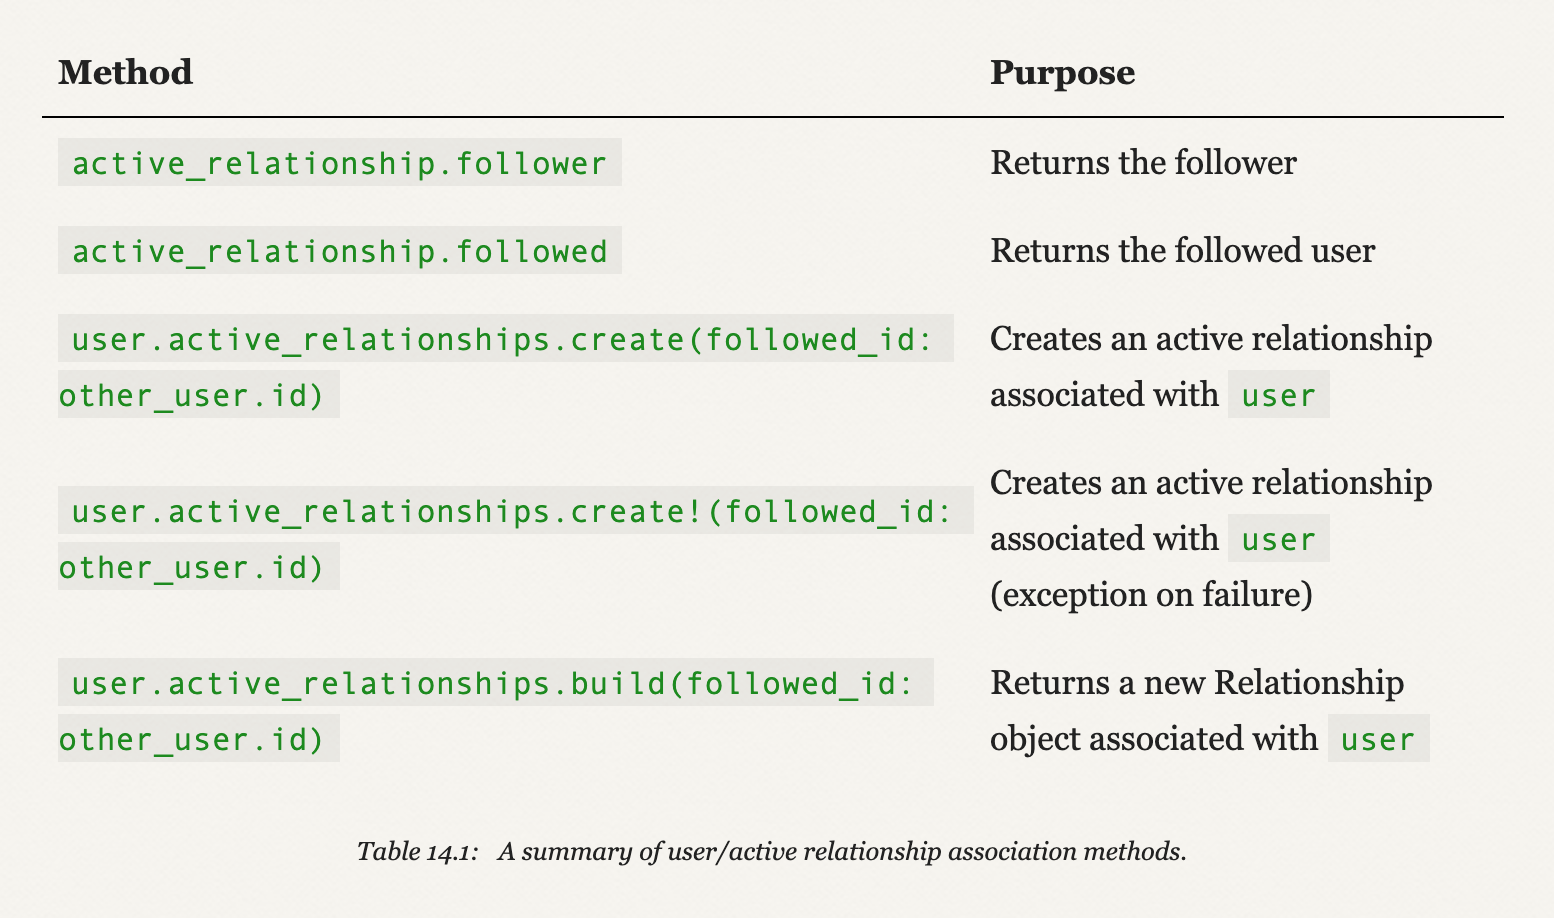 Method Purpose
active_relationship.follower Returns the follower
active_relationship.followed Returns the followed user
user.active_relationships.create(followed_id: Creates an active relationship
other_user.id) associated with user
Creates an active relationship
user.active_relationships.create!(followed_id: associated with user
other_user.id) (exception on failure)
user.active_relationships.build(followed_id: Returns a new Relationship
other_user.id) object associated with user
Table 14.1: A summary of user/active relationship association methods.